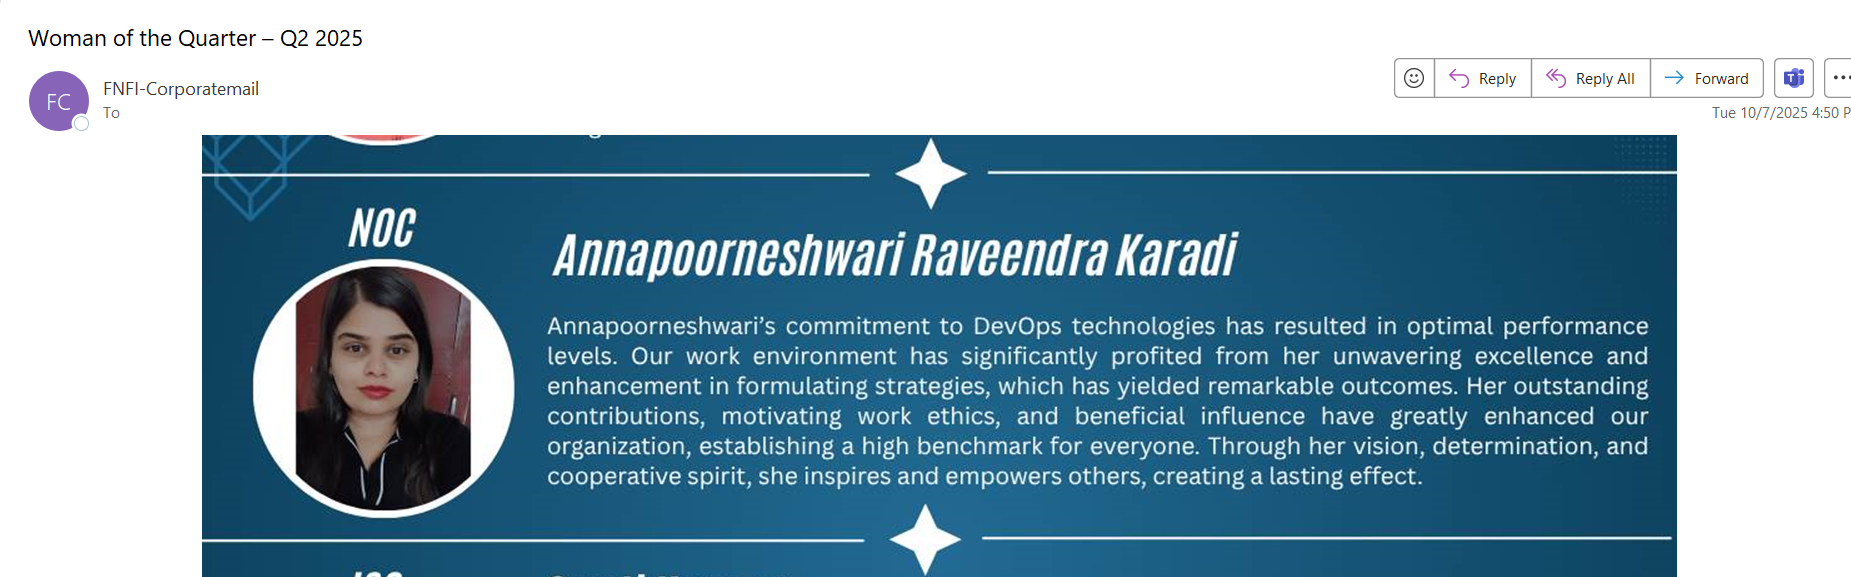 Woman of the Quarter – Q2 2025
FC
FNFI-Corporatemail
To
Reply
Reply All
Forward
Tue 10/7/2025 4:50 P
NOC
Annapoorneshwari Raveendra Karadi
Annapoorneshwari’s commitment to DevOps technologies has resulted in optimal performance
levels. Our work environment has significantly profited from her unwavering excellence and
enhancement in formulating strategies, which has yielded remarkable outcomes. Her outstanding
contributions, motivating work ethics, and beneficial influence have greatly enhanced our
organization, establishing a high benchmark for everyone. Through her vision, determination, and
cooperative spirit, she inspires and empowers others, creating a lasting effect.